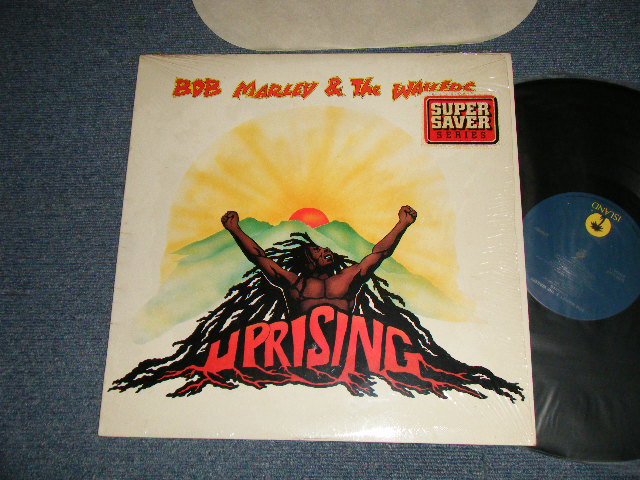 BOB MARLEY & The WAILERS
SUPER
SAVER
SERIES
UPRISING
ISLAND